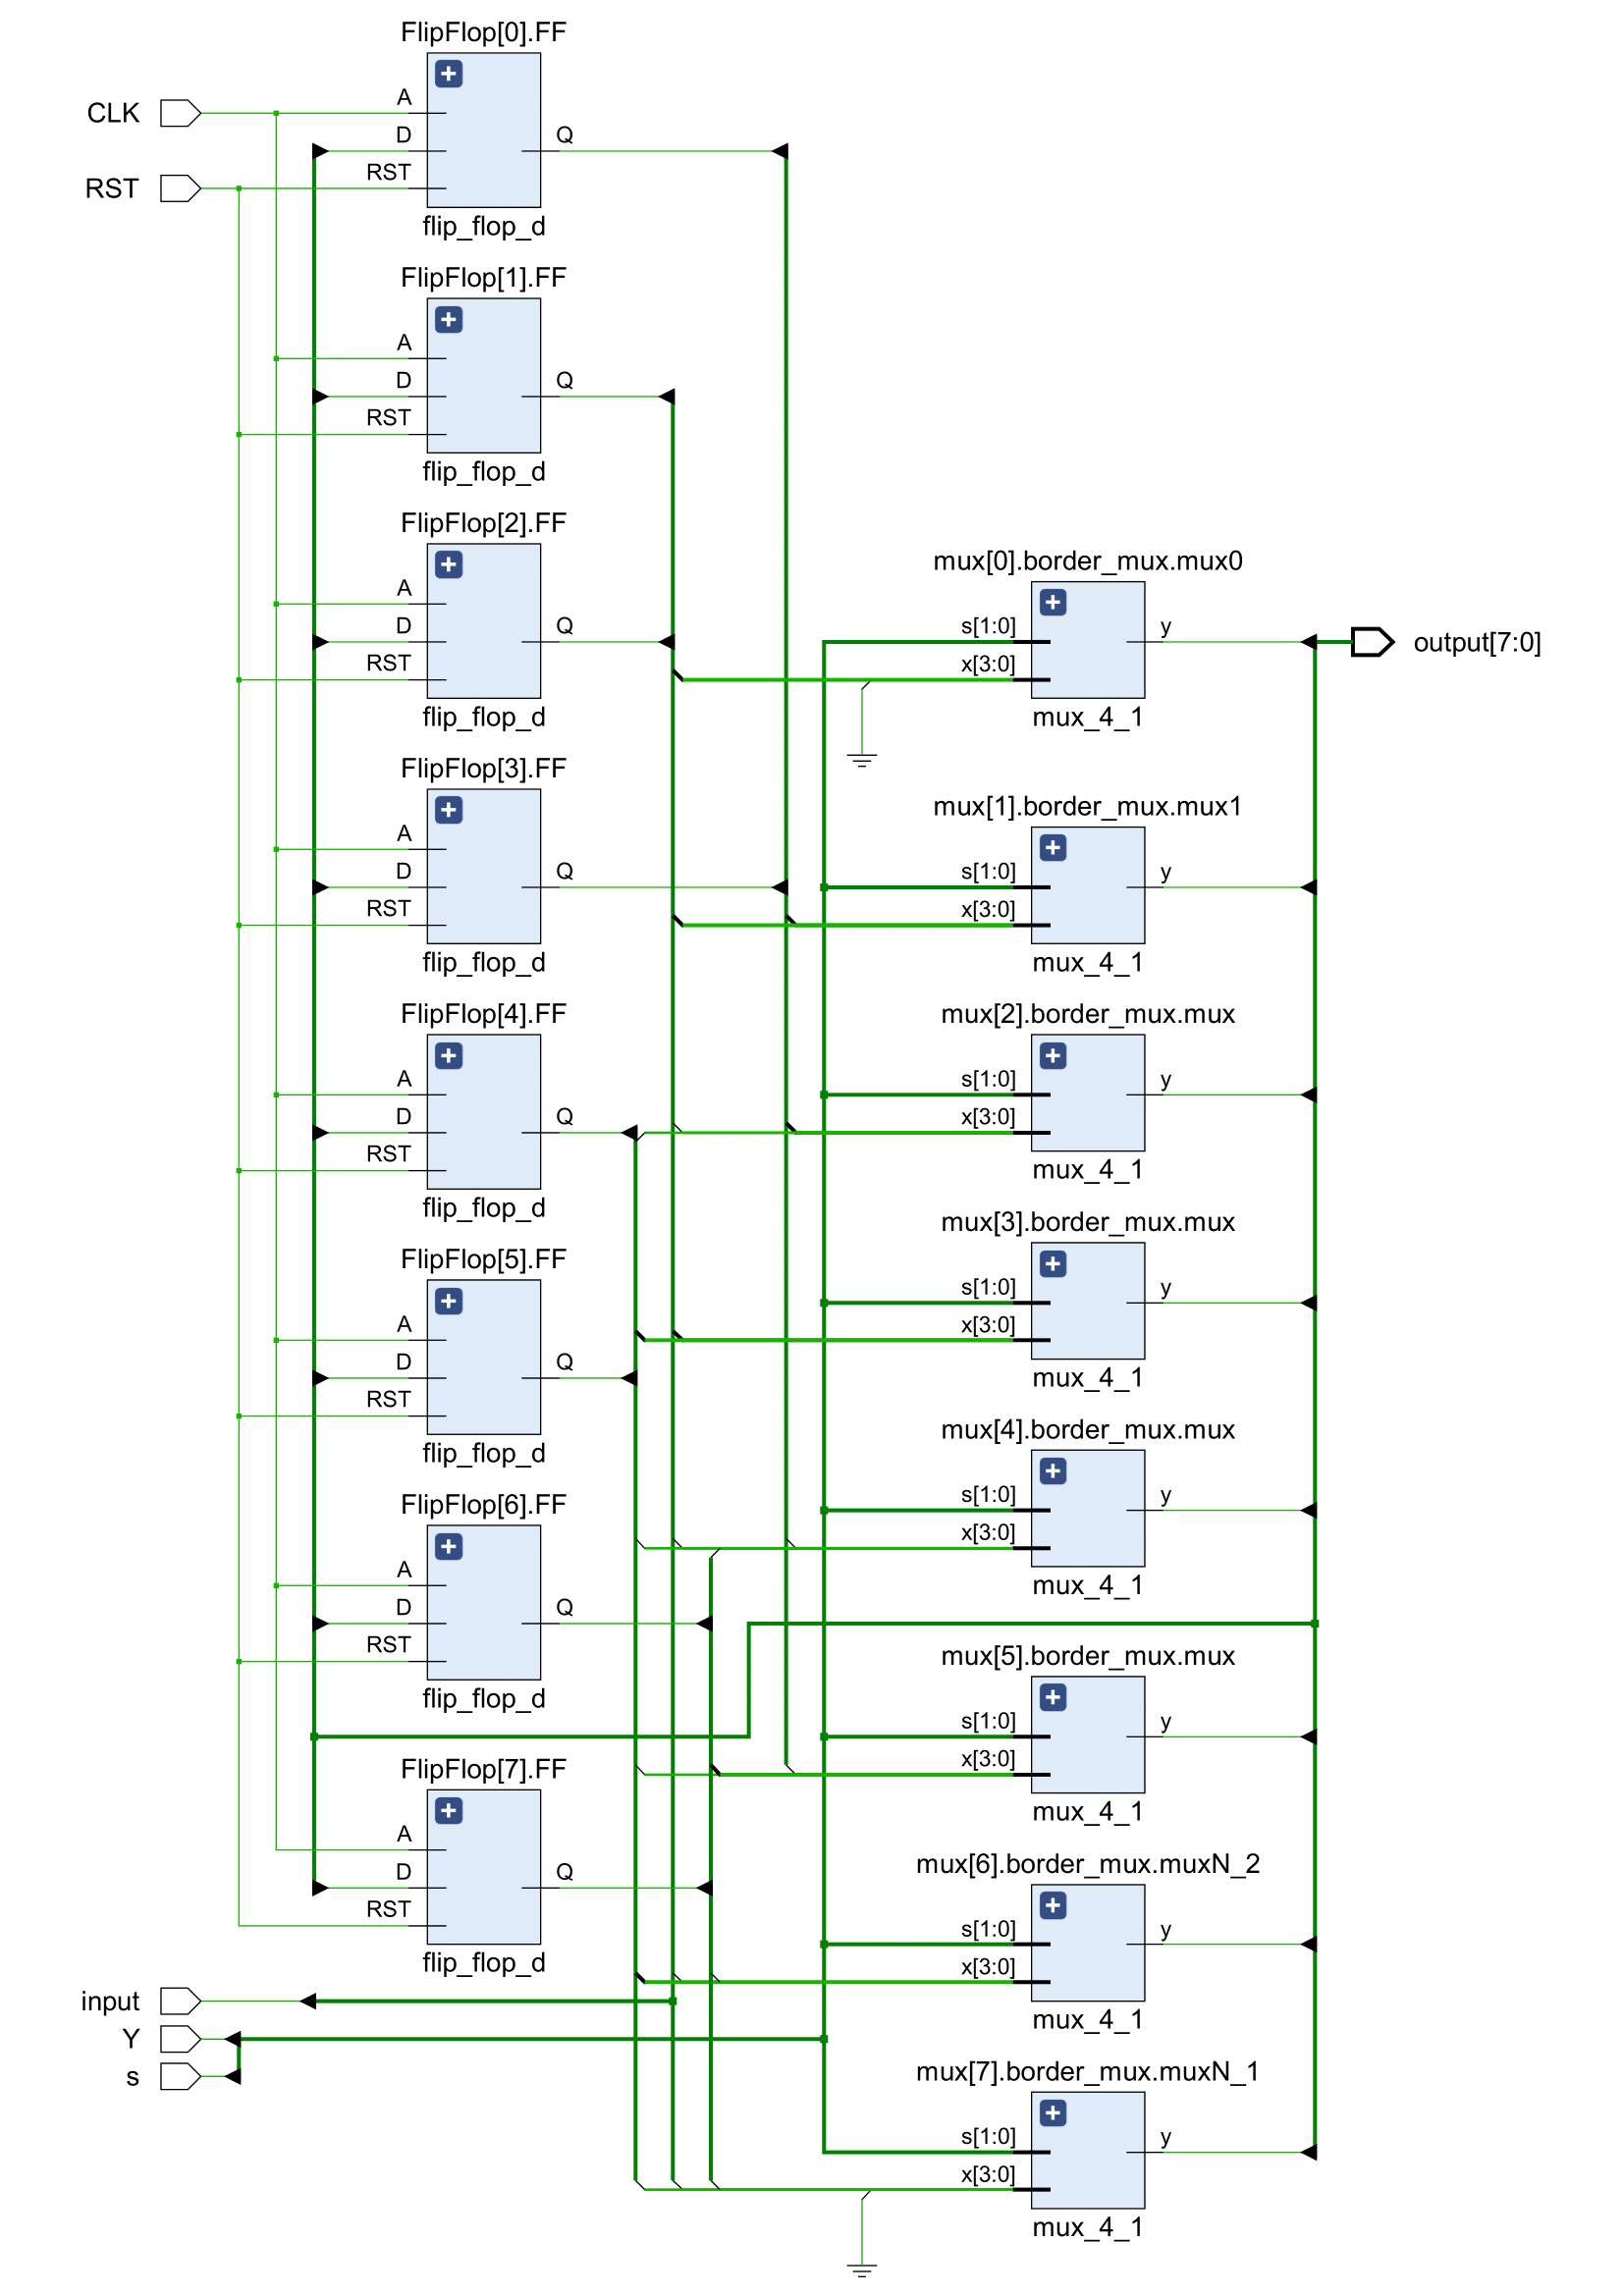 FlipFlop[0].FF
CLK
A
D
Q
RST
RST
flip_flop_d
FlipFlop[1].FF
A
D
Q
RST
flip_flop_d
FlipFlop[2].FF
A
D
Q
RST
flip_flop_d
FlipFlop[3].FF
A
D
Q
RST
flip_flop_d
FlipFlop[4].FF
A
D
Q
RST
flip_flop_d
FlipFlop[5].FF
A
D
Q
RST
flip_flop_d
FlipFlop[6].FF
A
D
Q
RST
flip_flop_d
FlipFlop[7].FF
A
D
Q
RST
flip_flop_d
input
Y
s
mux[0].border_mux.mux0
s[1:0]
y
output[7:0]
x[3:0]
mux_4_1
mux[1].border_mux.mux1
s[1:0]
y
x[3:0]
mux_4_1
mux[2].border_mux.mux
s[1:0]
y
x[3:0]
mux_4_1
mux[3].border_mux.mux
s[1:0]
y
x[3:0]
mux_4_1
mux[4].border_mux.mux
s[1:0]
y
x[3:0]
mux_4_1
mux[5].border_mux.mux
s[1:0]
y
x[3:0]
mux_4_1
mux[6].border_mux.muxN_2
s[1:0]
y
x[3:0]
mux_4_1
mux[7].border_mux.muxN_1
s[1:0]
y
x[3:0]
mux_4_1